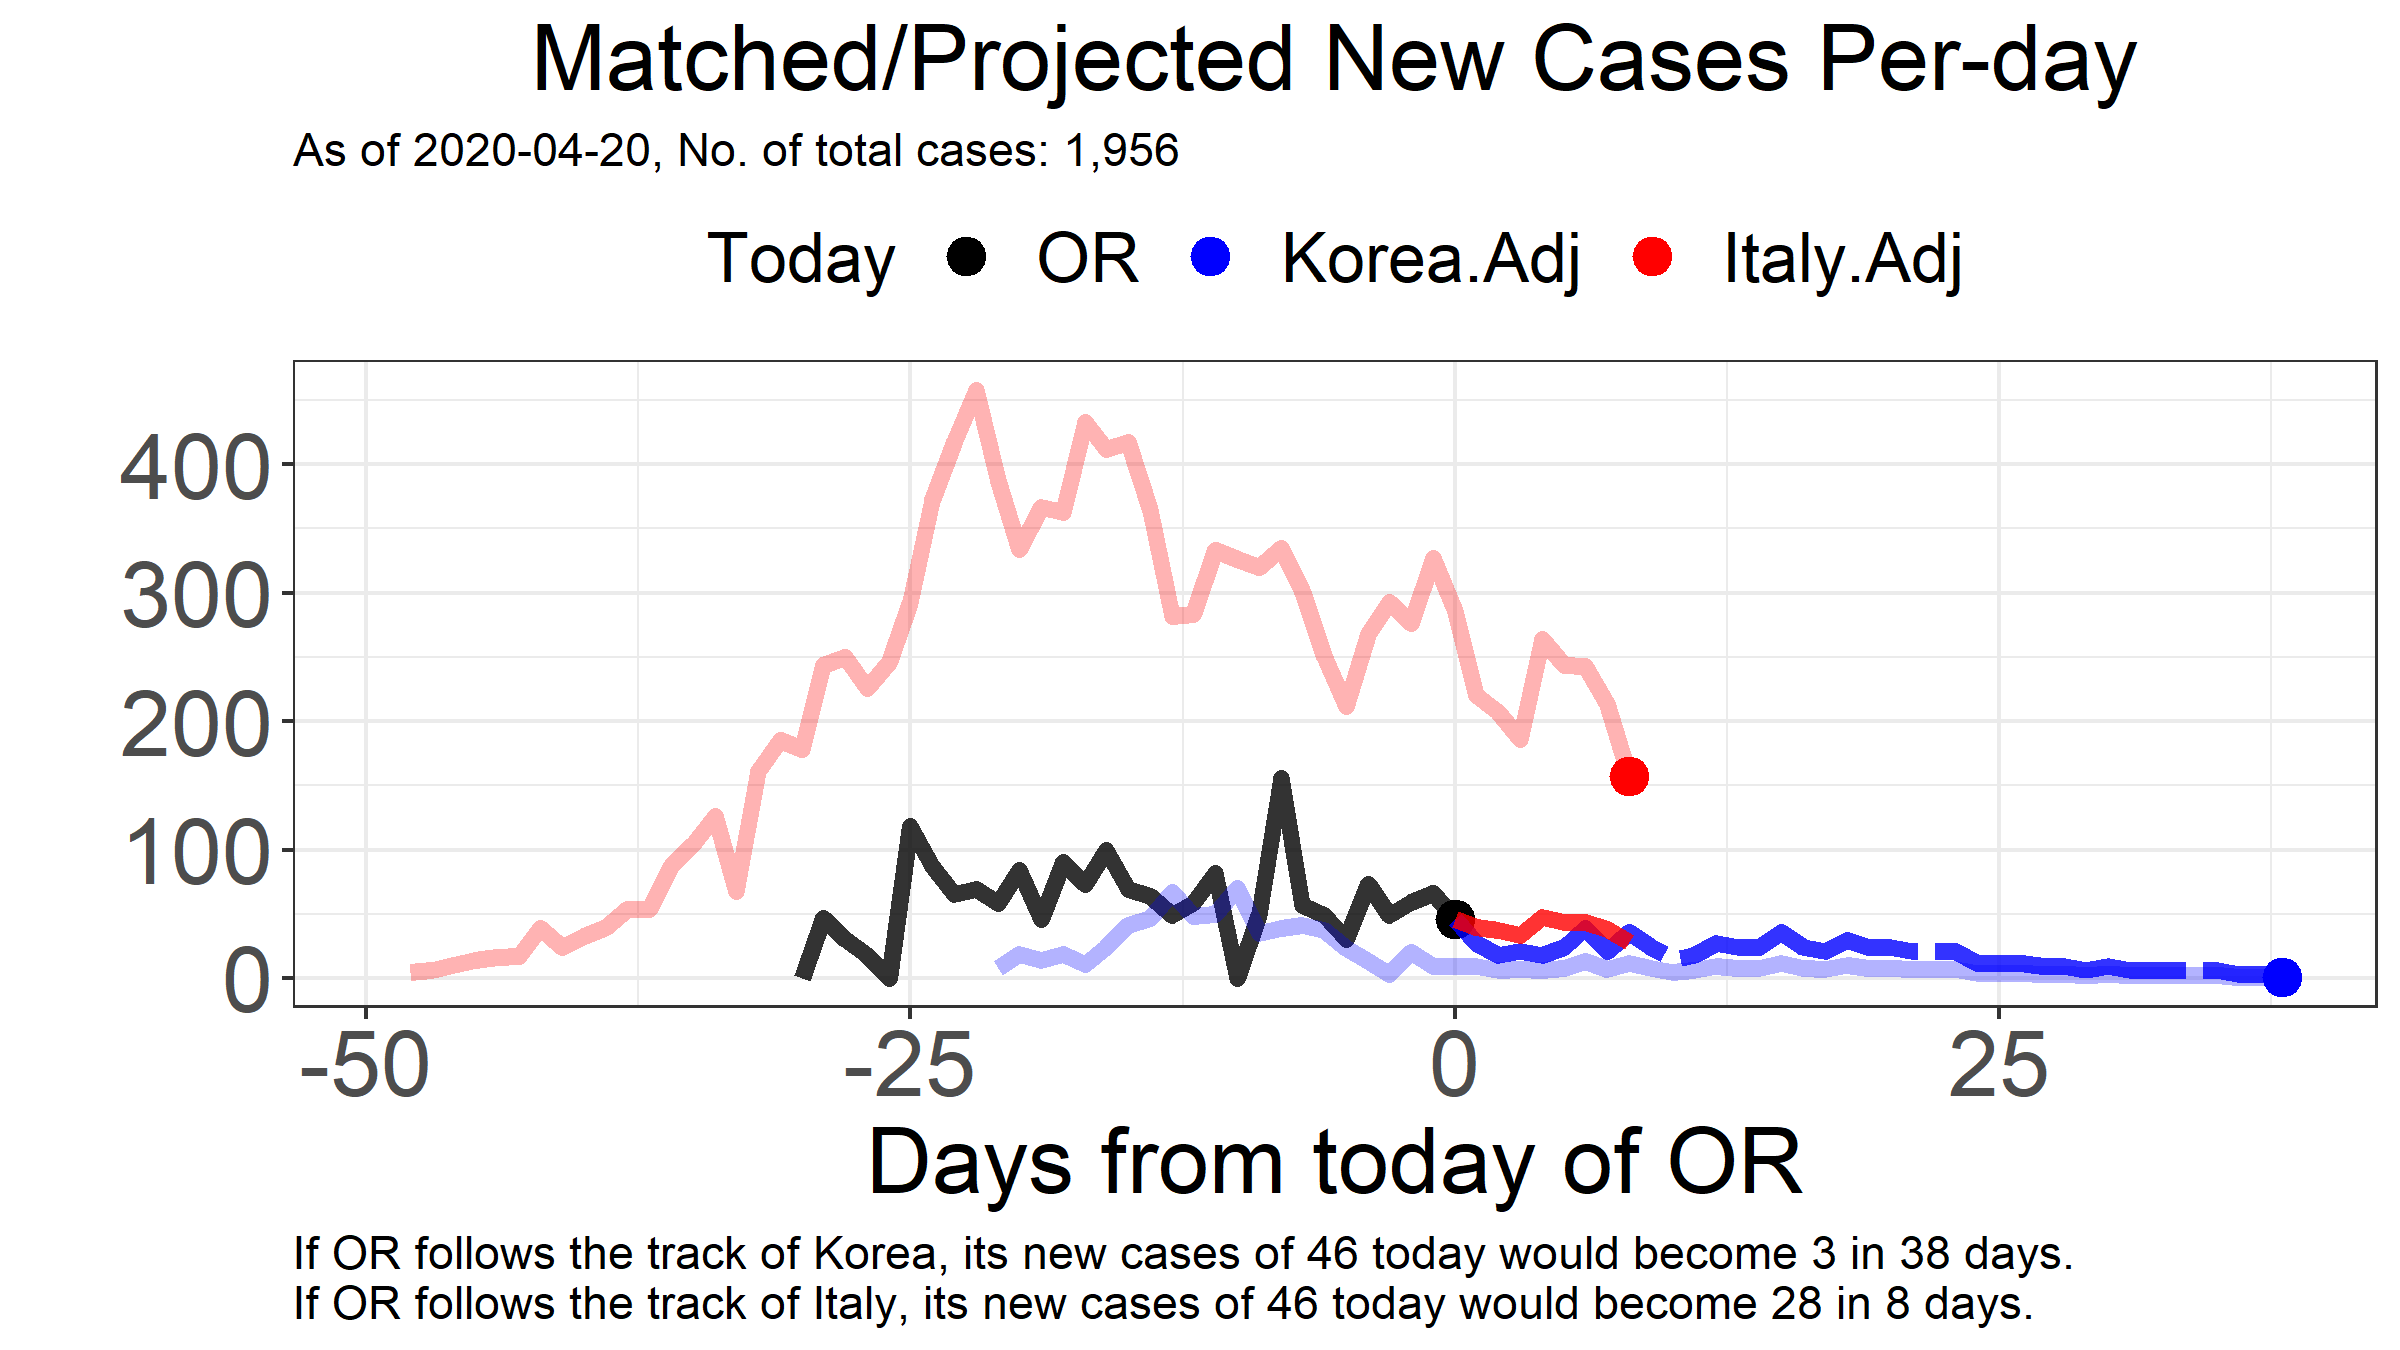 Matched/Projected New Cases Per-day
As of 2020-04-20, No. of total cases: 1,956
Today OR Korea.Adj Italy.Adj
400
300
200
100
0
-50 -25 0 25
Days from today of OR
If OR follows the track of Korea, its new cases of 46 today would become 3 in 38 days.
If OR follows the track of Italy, its new cases of 46 today would become 28 in 8 days.